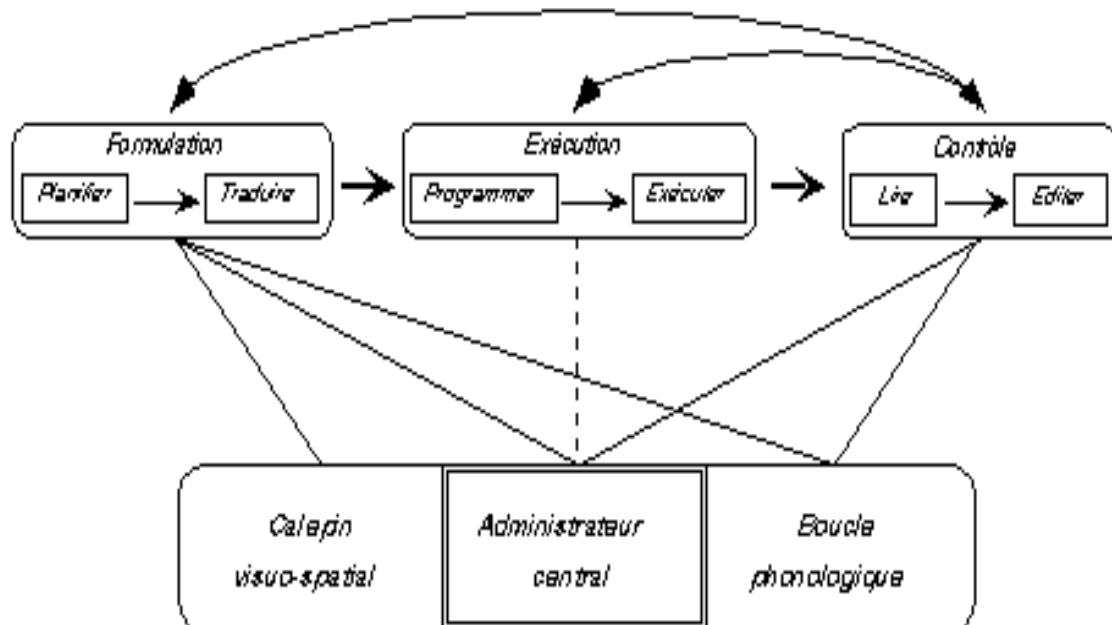 Formulation
Planifier
Traduire
Exécution
Programmer
Exécuter
Contrôle
Lire
Editer
Calepin
visuo-spatial
Administrateur
central
Boucle
phonologique